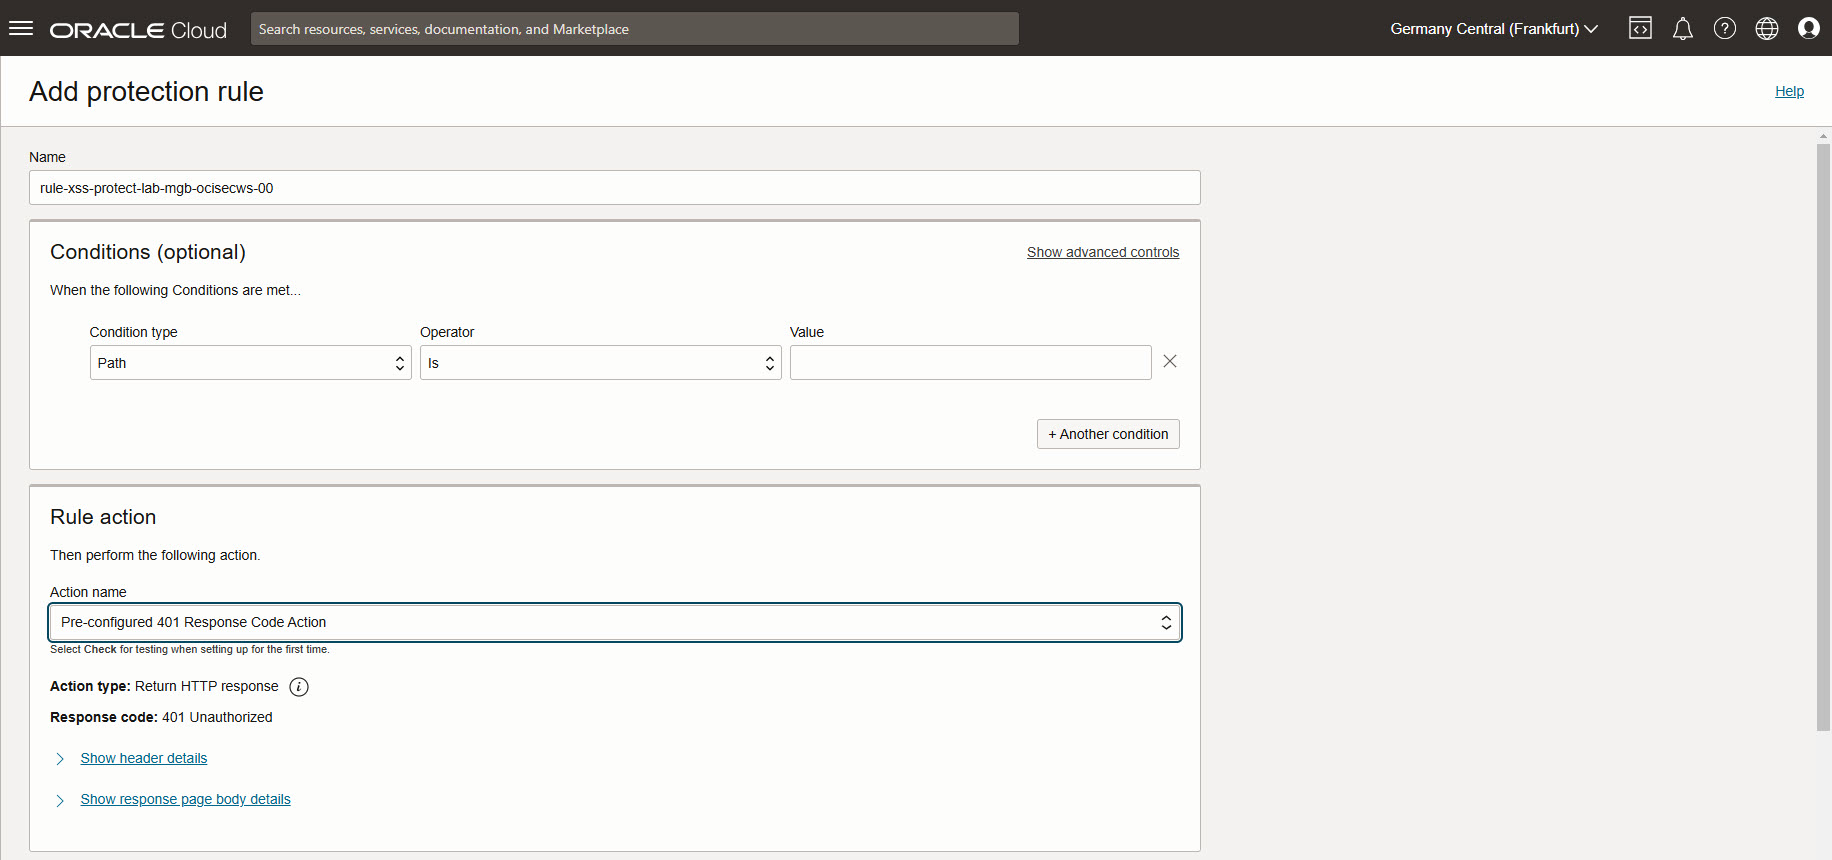 ORACLE Cloud
Search resources, services, documentation, and Marketplace
Germany Central (Frankfurt)
Add protection rule
Help
Name
rule-xss-protect-lab-mgb-ocisecws-00
Conditions (optional)
Show advanced controls
When the following Conditions are met...
Condition type Operator Value
Path Is
+ Another condition
Rule action
Then perform the following action.
Action name
Pre-configured 401 Response Code Action
Select Check for testing when setting up for the first time.
Action type: Return HTTP response
Response code: 401 Unauthorized
Show header details
Show response page body details